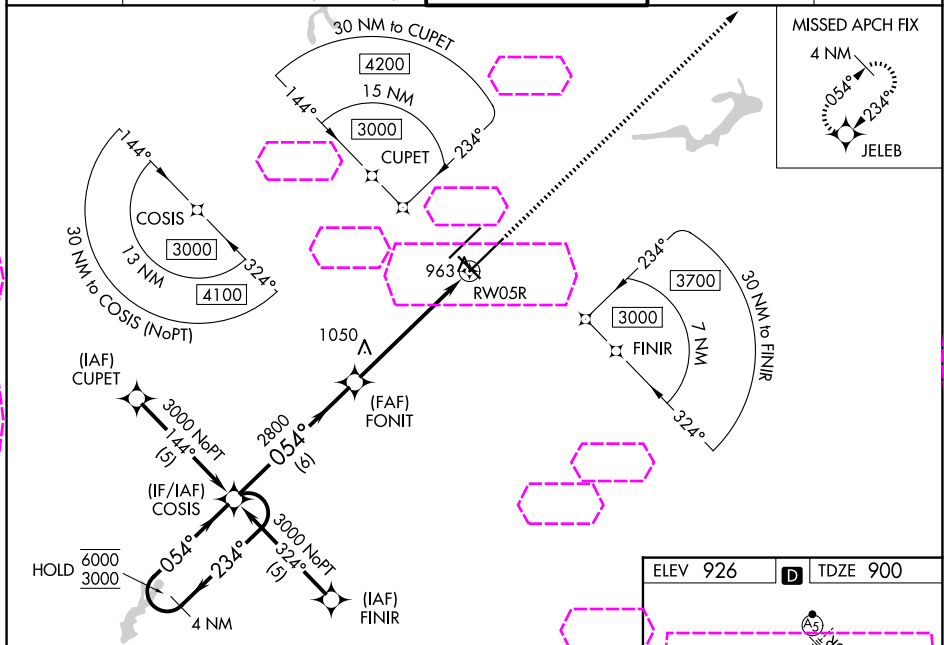 30 NM to CUPET
4200
15 NM
144°
3000
234°
CUPET
MISSED APCH FIX
4 NM
054°
234°
JELEB
144°
COSIS
3000
13 NM
324°
4100
30 NM to COSIS (NoPT)
963
RW05R
234°
3700
3000
7 NM
FINIR
30 NM to FINIR
324°
1050
(IAF)
CUPET
3000 NoPT
144°
(5)
(FAF)
FONIT
2800
054°
(6)
(IF/IAF)
COSIS
3000 NoPT
324°
(5)
054°
234°
HOLD
6000
3000
4 NM
(IAF)
FINIR
ELEV 926
D
TDZE 900
A5